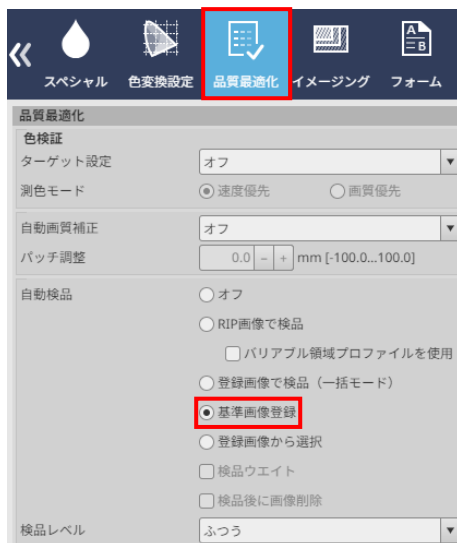 スペシャル 色変換設定 品質最適化 イメージング フォーム
品質最適化
色検証
ターゲット設定 オフ
測色モード 速度優先 画質優先
自動画質補正 オフ
パッチ調整 0.0 - + mm [-100.0...100.0]
自動検品 オフ
RIP画像で検品
バリアブル領域プロファイルを使用
登録画像で検品（一括モード）
基準画像登録
登録画像から選択
検品ウエイト
検品後に画像削除
検品レベル ふつう